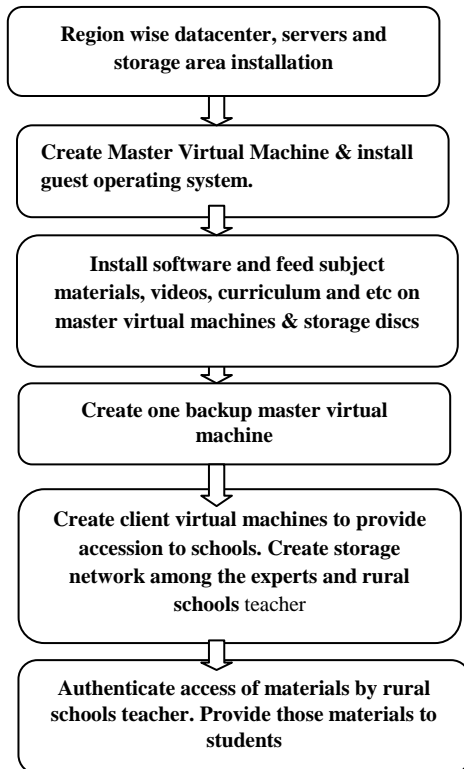 Region wise datacenter, servers and
storage area installation
Create Master Virtual Machine & install
guest operating system.
Install software and feed subject
materials, videos, curriculum and etc on
master virtual machines & storage discs
Create one backup master virtual
machine
Create client virtual machines to provide
accession to schools. Create storage
network among the experts and rural
schools teacher
Authenticate access of materials by rural
schools teacher. Provide those materials to
students